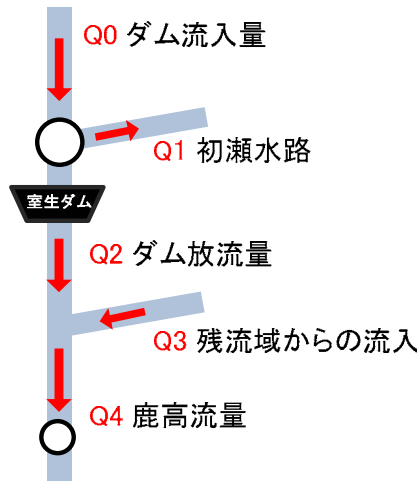 Q0 ダム流入量
Q1 初瀬水路
室生ダム
Q2 ダム放流量
Q3 残流域からの流入
Q4 鹿高流量